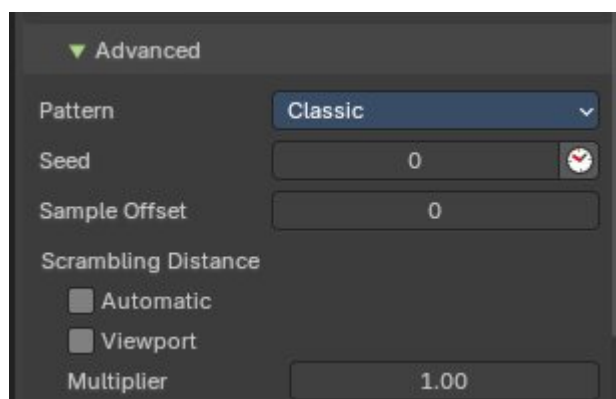 Advanced
Pattern Classic
Seed 0
Sample Offset 0
Scrambling Distance
Automatic
Viewport
Multiplier 1.00